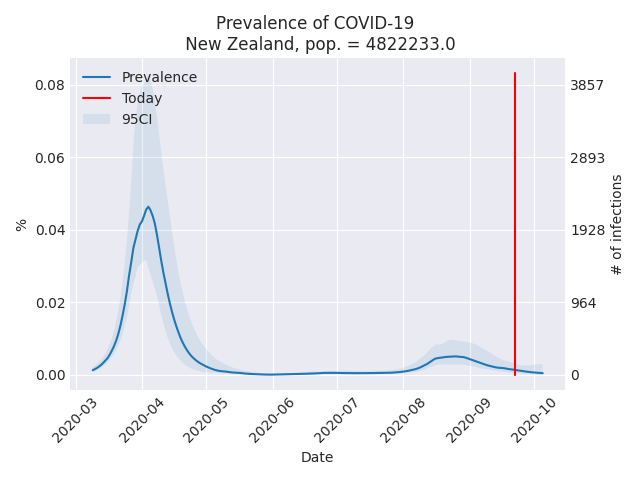 Prevalence of COVID-19
New Zealand, pop. = 4822233.0
Prevalence
Today
95CI
0.08
0.06
0.04
0.02
0.00
%
3857
2893
1928
964
0
# of infections
2020-03
2020-04
2020-05
2020-06
2020-07
2020-08
2020-09
2020-10
Date